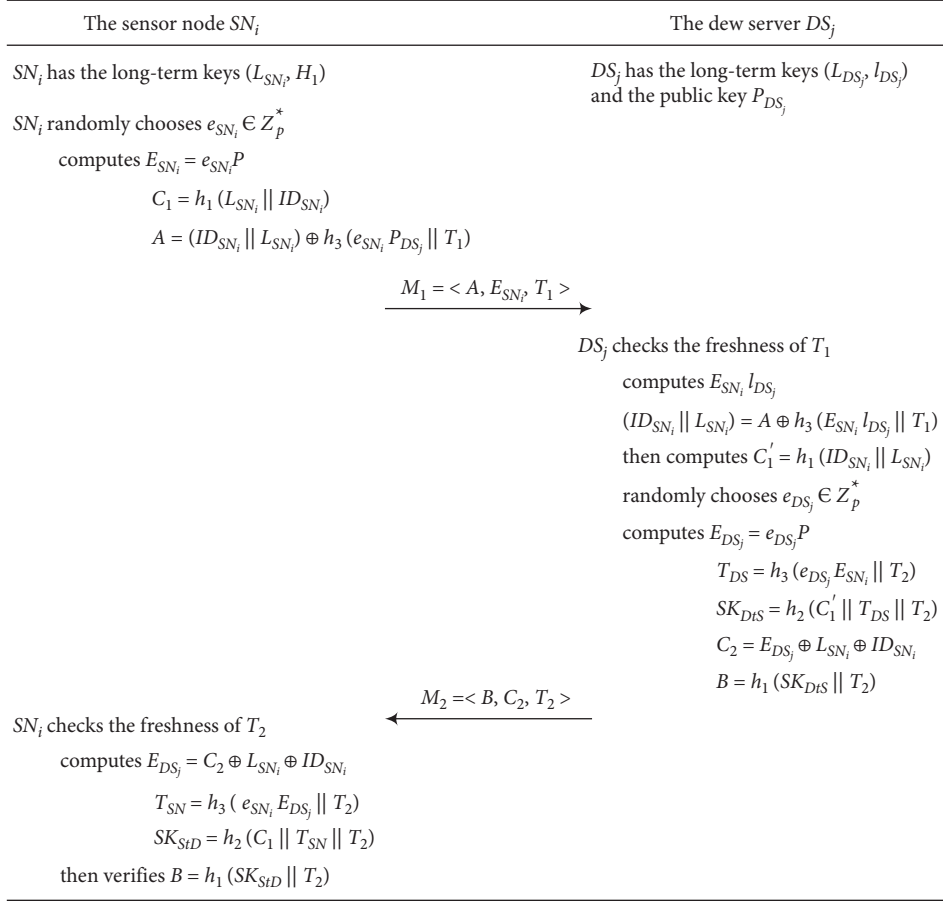 The sensor node SN_i
The dew server DS_j
SN_i has the long-term keys (L_{SN_i}, H_1)
DS_j has the long-term keys (L_{DS_j}, l_{DS_j})
and the public key P_{DS_j}
SN_i randomly chooses e_{SN_i} ∈ Z_p^*
computes E_{SN_i} = e_{SN_i}P
C_1 = h_1 (L_{SN_i} || ID_{SN_i})
A = (ID_{SN_i} || L_{SN_i}) ⊕ h_3 (e_{SN_i} P_{DS_j} || T_1)
M_1 = < A, E_{SN_i}, T_1 >
DS_j checks the freshness of T_1
computes E_{SN_i} l_{DS_j}
(ID_{SN_i} || L_{SN_i}) = A ⊕ h_3 (E_{SN_i} l_{DS_j} || T_1)
then computes C_1' = h_1 (ID_{SN_i} || L_{SN_i})
randomly chooses e_{DS_j} ∈ Z_p^*
computes E_{DS_j} = e_{DS_j}P
T_{DS} = h_3 (e_{DS_j} E_{SN_i} || T_2)
SK_{DtS} = h_2 (C_1' || T_{DS} || T_2)
C_2 = E_{DS_j} ⊕ L_{SN_i} ⊕ ID_{SN_i}
B = h_1 (SK_{DtS} || T_2)
M_2 =< B, C_2, T_2 >
SN_i checks the freshness of T_2
computes E_{DS_j} = C_2 ⊕ L_{SN_i} ⊕ ID_{SN_i}
T_{SN} = h_3 ( e_{SN_i} E_{DS_j} || T_2)
SK_{StD} = h_2 (C_1 || T_{SN} || T_2)
then verifies B = h_1 (SK_{StD} || T_2)